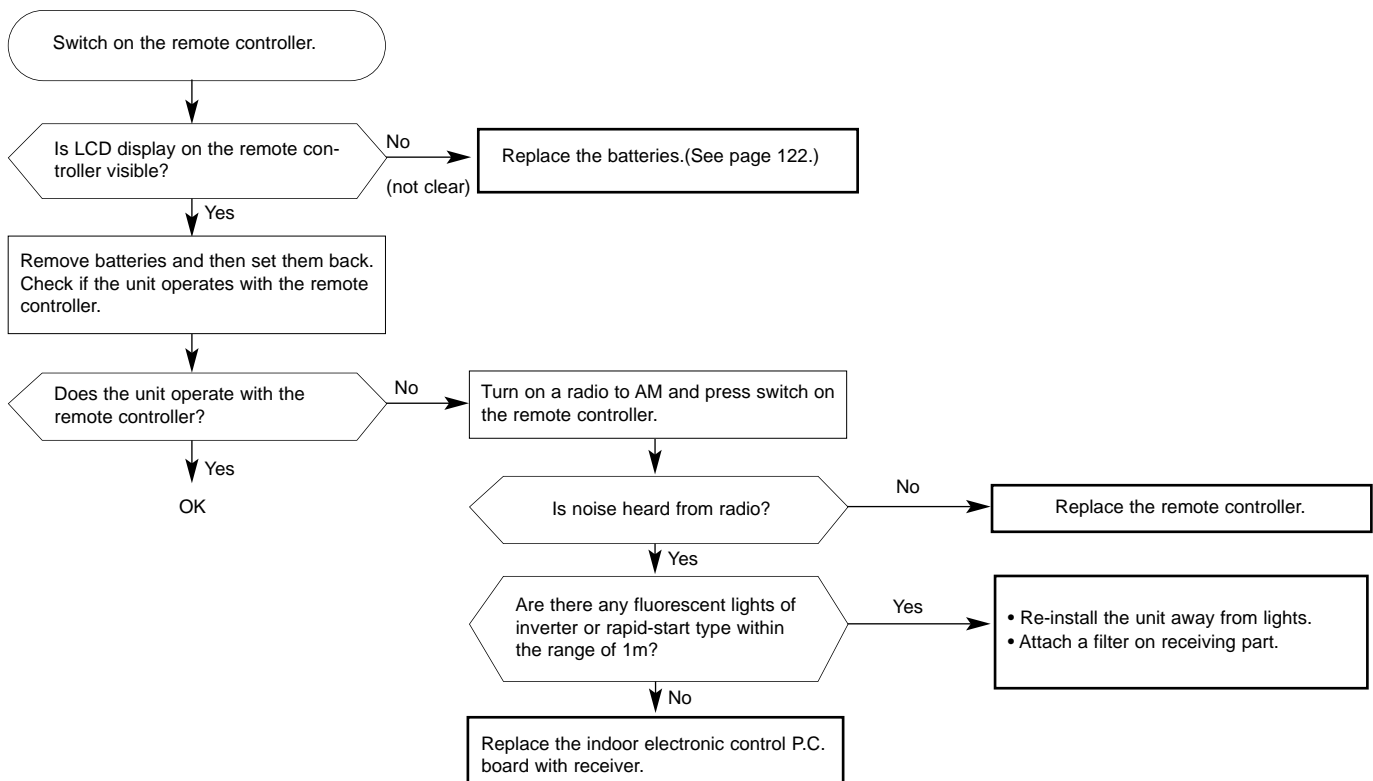 Switch on the remote controller.
Is LCD display on the remote con-
troller visible?
No
(not clear)
Replace the batteries.(See page 122.)
Yes
Remove batteries and then set them back.
Check if the unit operates with the remote
controller.
Does the unit operate with the
remote controller?
No
Turn on a radio to AM and press switch on
the remote controller.
Yes
OK
Is noise heard from radio?
No
Replace the remote controller.
Yes
Are there any fluorescent lights of
inverter or rapid-start type within
the range of 1m?
Yes
• Re-install the unit away from lights.
• Attach a filter on receiving part.
No
Replace the indoor electronic control P.C.
board with receiver.